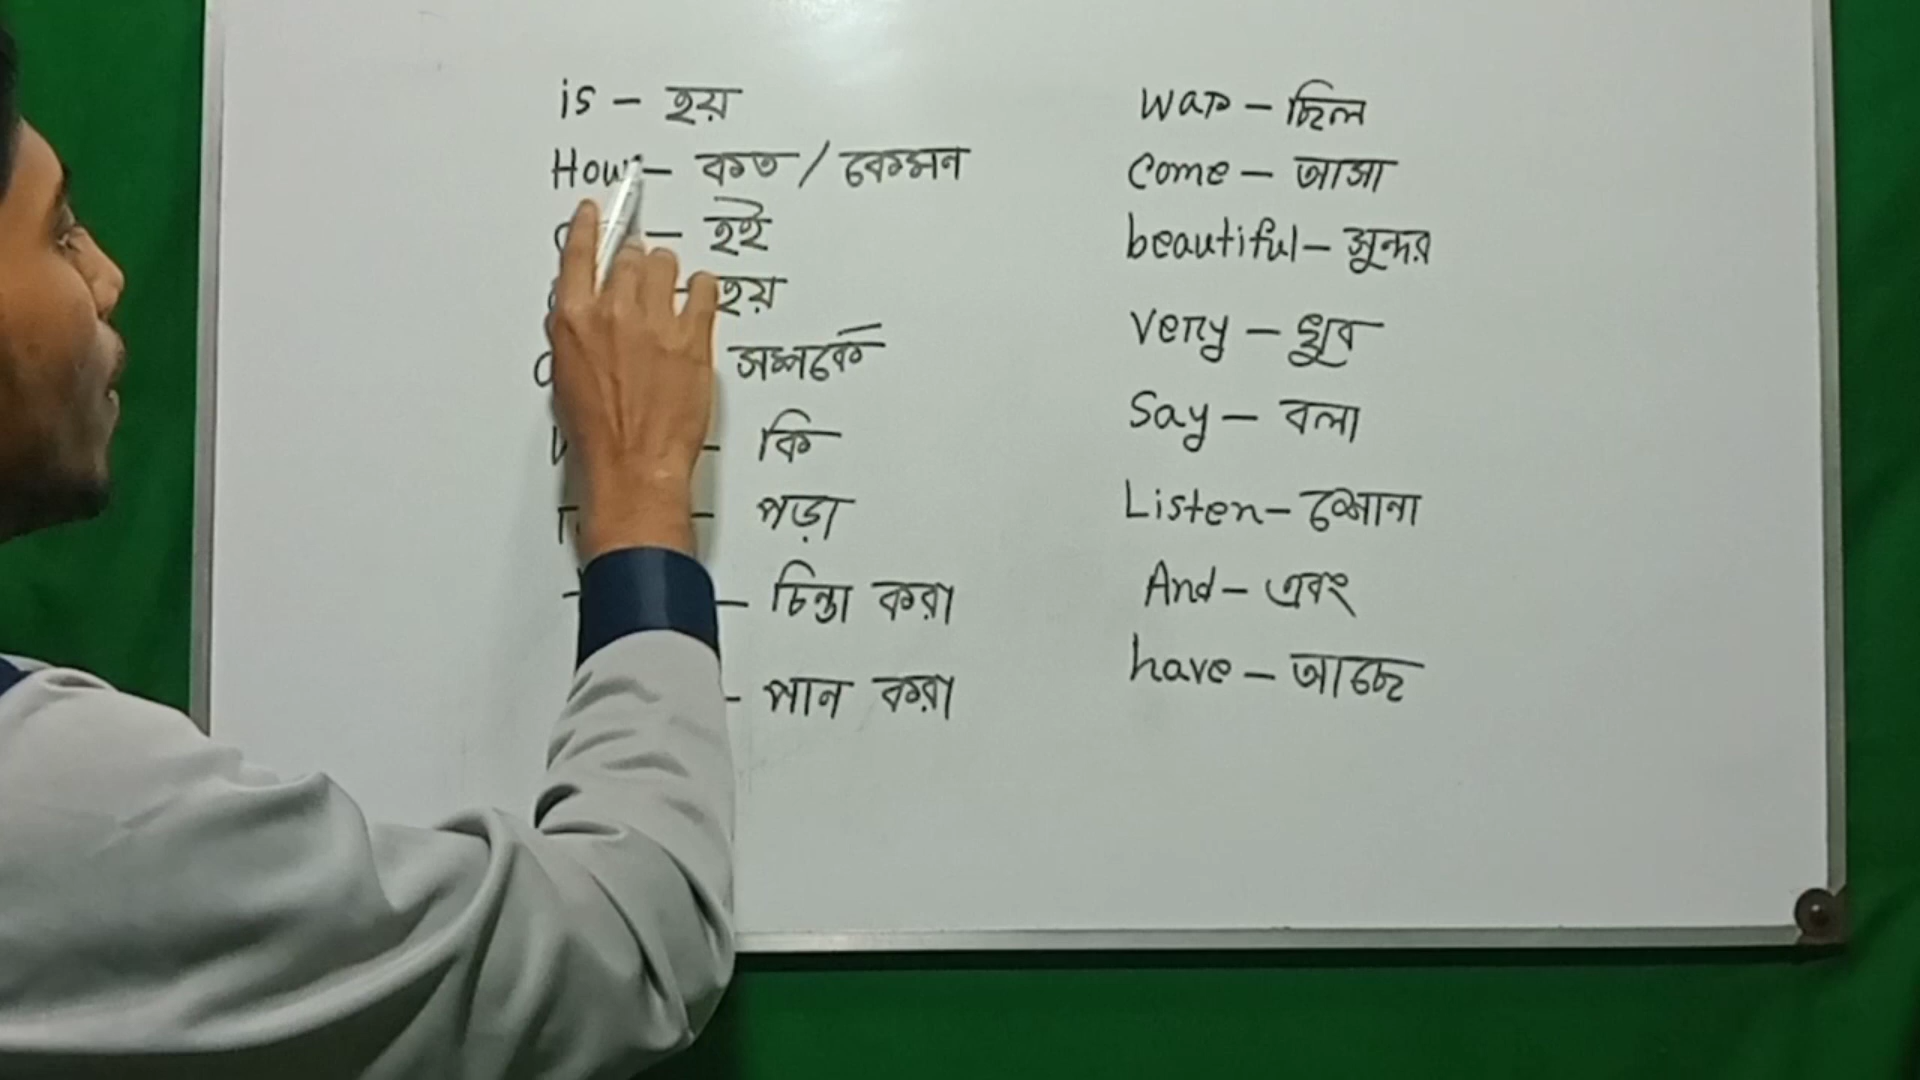 is - হয়
How - কত / কেমন
- হই
- হয়
সম্পর্কে
- কি
- পড়া
- চিন্তা করা
- পান করা
was - ছিল
Come - আসা
beautiful - সুন্দর
Very - খুব
Say - বলা
Listen - শোনা
And - এবং
have - আছে